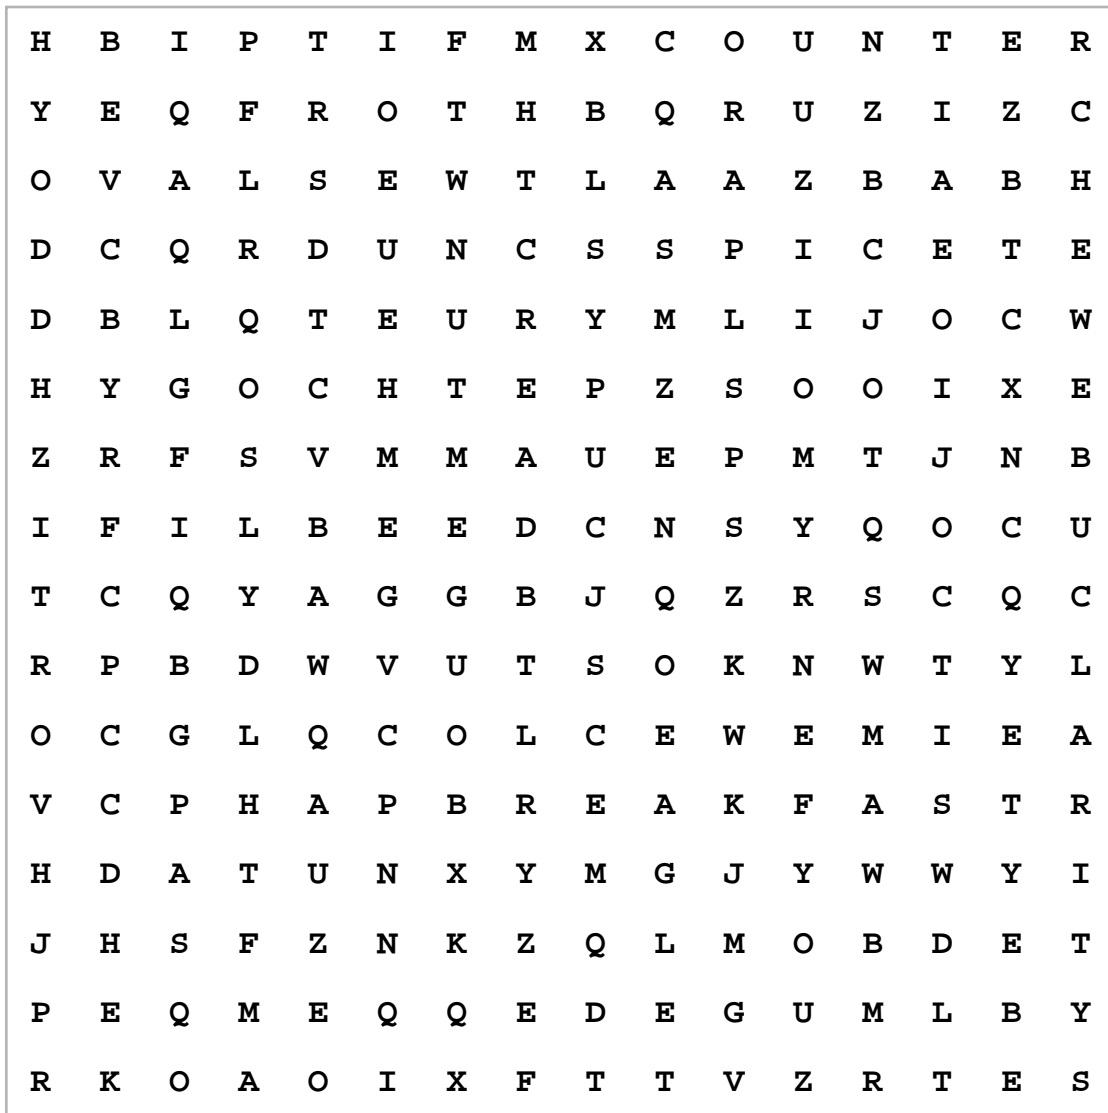 H B I P T I F M X C O U N T E R
Y E Q F R O T H B Q R U Z I Z C
O V A L S E W T L A A Z B A B H
D C Q R D U N C S S P I C E T E
D B L Q T E U R Y M L I J O C W
H Y G O C H T E P Z S O O I X E
Z R F S V M M A U E P M T J N B
I F I L B E E D C N S Y Q O C U
T C Q Y A G G B J Q Z R S C Q C
R P B D W V U T S O K N W T Y L
O C G L Q C O L C E W E M I E A
V C P H A P B R E A K F A S T R
H D A T U N X Y M G J Y W W Y I
J H S F Z N K Z Q L M O B D E T
P E Q M E Q Q E D E G U M L B Y
R K O A O I X F T T V Z R T E S